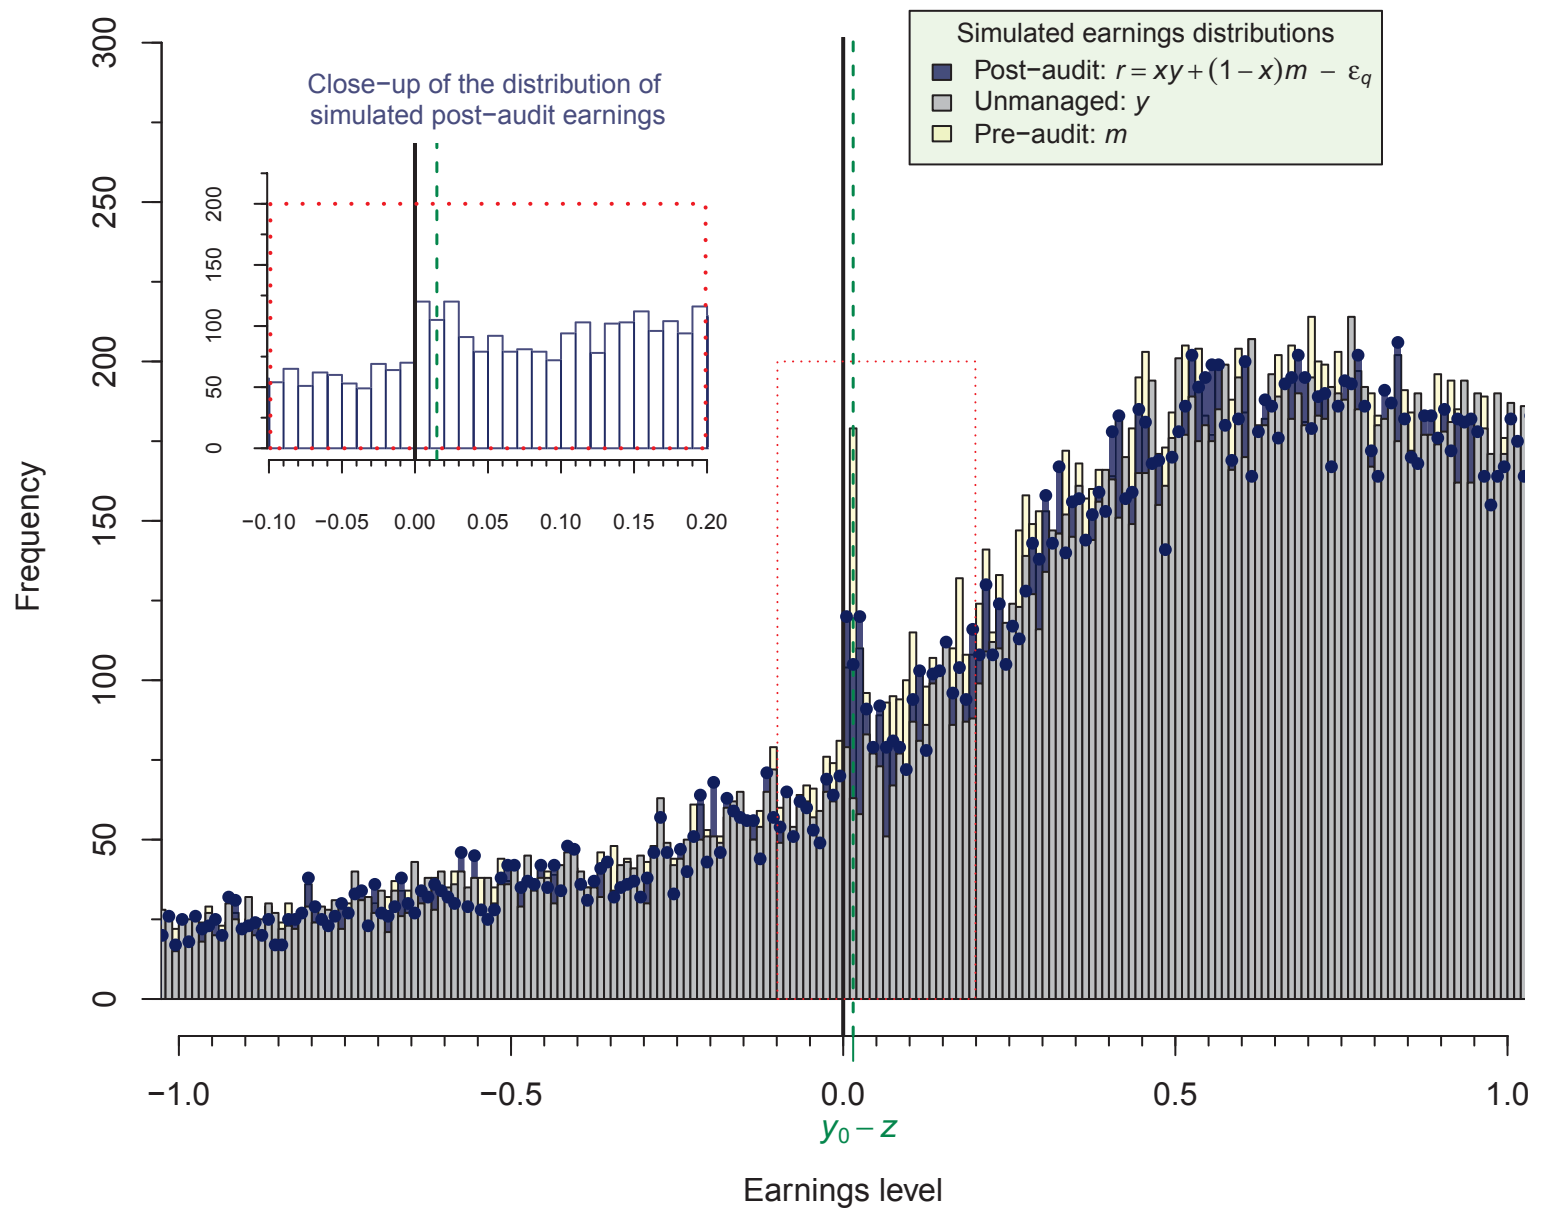 Simulated earnings distributions
Post−audit: r = xy + (1 − x)m − εq
Unmanaged: y
Pre−audit: m
Close−up of the distribution of
simulated post−audit earnings
200
150
100
50
0
−0.10 −0.05 0.00 0.05 0.10 0.15 0.20
300
250
200
150
100
50
0
Frequency
−1.0 −0.5 0.0 0.5 1.0
y0 − z
Earnings level